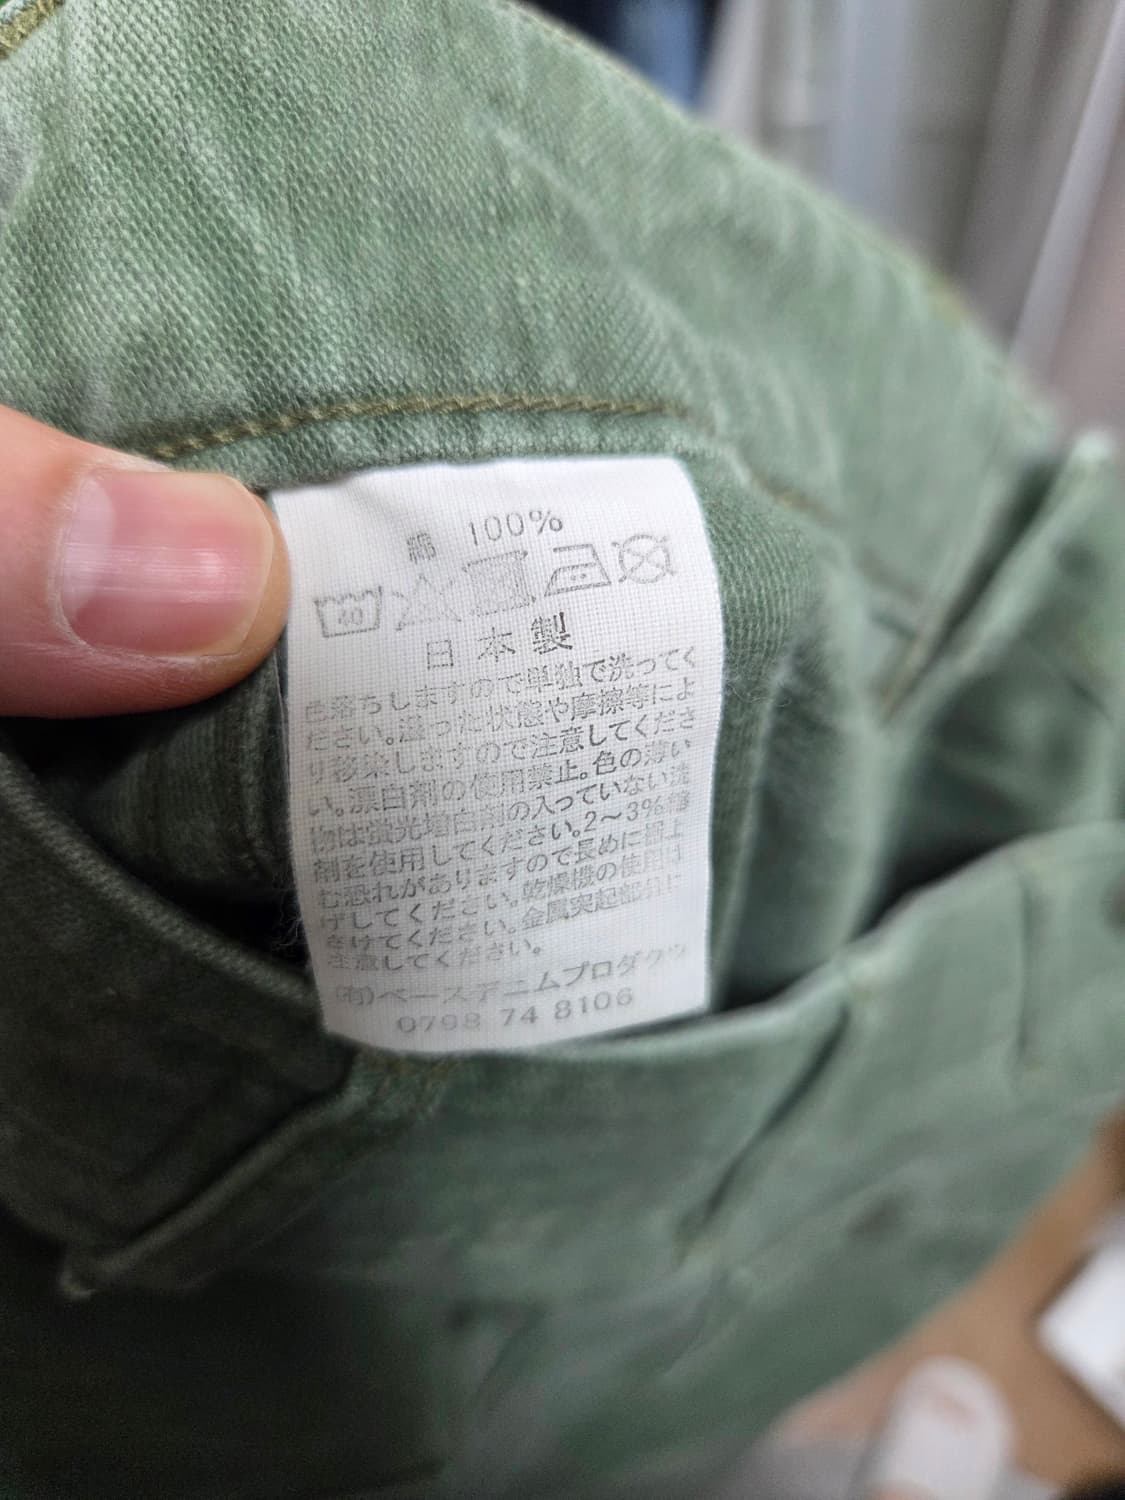 綿 100%
40
日本製
色落ちしますので単独で洗ってく
ださい。湿った状態や摩擦等によ
り移染しますので注意してくださ
い。漂白剤の使用禁止。色の薄い
物は蛍光増白剤の入っていない洗
剤を使用してください。2～3%縮
む恐れがありますので長めに裾上
げしてください。乾燥機の使用は
さけてください。金属突起部分に
注意してください。
(有)ベースデニムプロダクツ
0798 74 8106